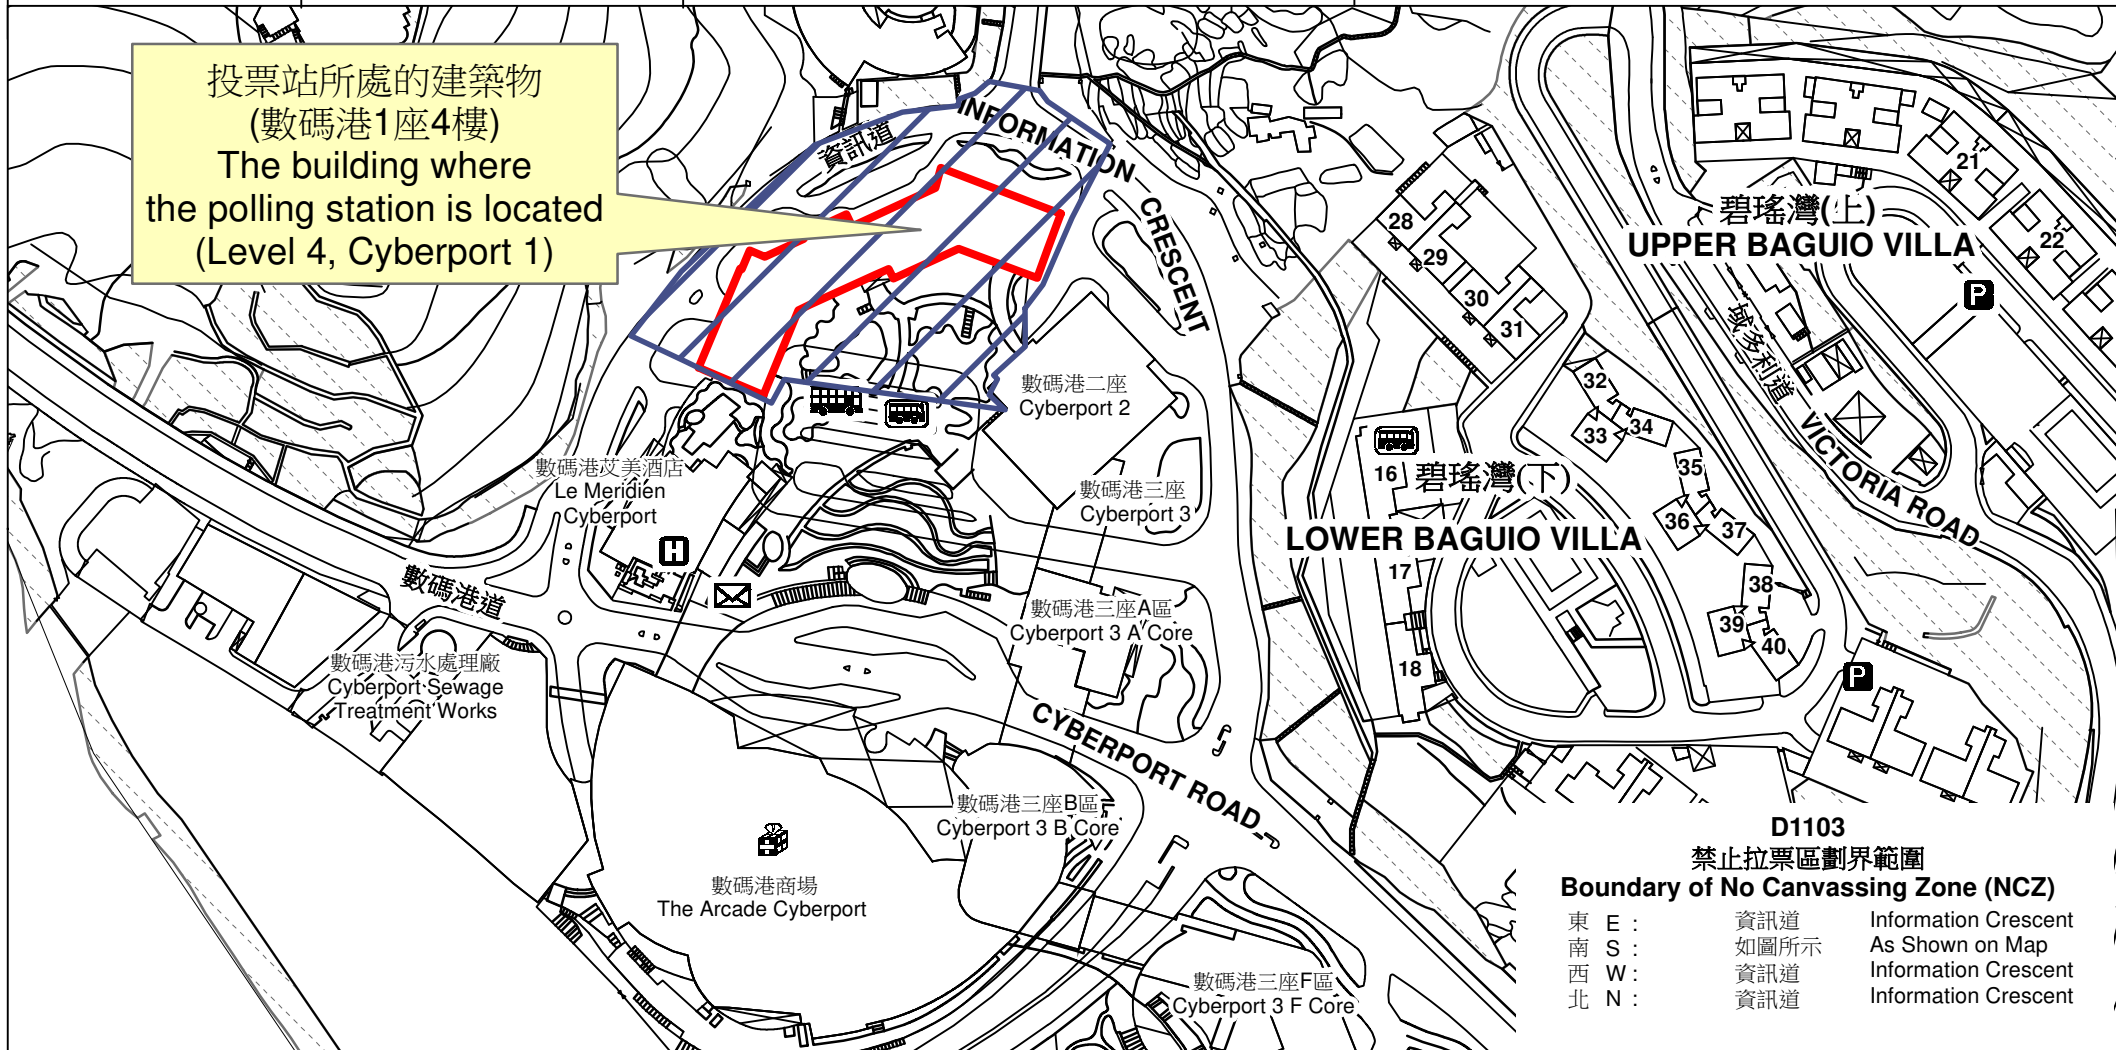 投票站所處的建築物
(數碼港1座4樓)
The building where
the polling station is located
(Level 4, Cyberport 1)
資訊道
INFORMATION
CRESCENT
碧瑤灣(上)
UPPER BAGUIO VILLA
21
22
P
28
29
30
31
域多利道
VICTORIA ROAD
數碼港二座
Cyberport 2
32
33
34
35
36
37
38
39
40
16
碧瑤灣(下)
LOWER BAGUIO VILLA
17
18
P
數碼港艾美酒店
Le Meridien
Cyberport
H
數碼港三座
Cyberport 3
數碼港道
數碼港三座A區
Cyberport 3 A Core
數碼港污水處理廠
Cyberport Sewage
Treatment Works
CYBERPORT ROAD
數碼港三座B區
Cyberport 3 B Core
數碼港商場
The Arcade Cyberport
數碼港三座F區
Cyberport 3 F Core
D1103
禁止拉票區劃界範圍
Boundary of No Canvassing Zone (NCZ)
東 E : 資訊道 Information Crescent
南 S : 如圖所示 As Shown on Map
西 W : 資訊道 Information Crescent
北 N : 資訊道 Information Crescent